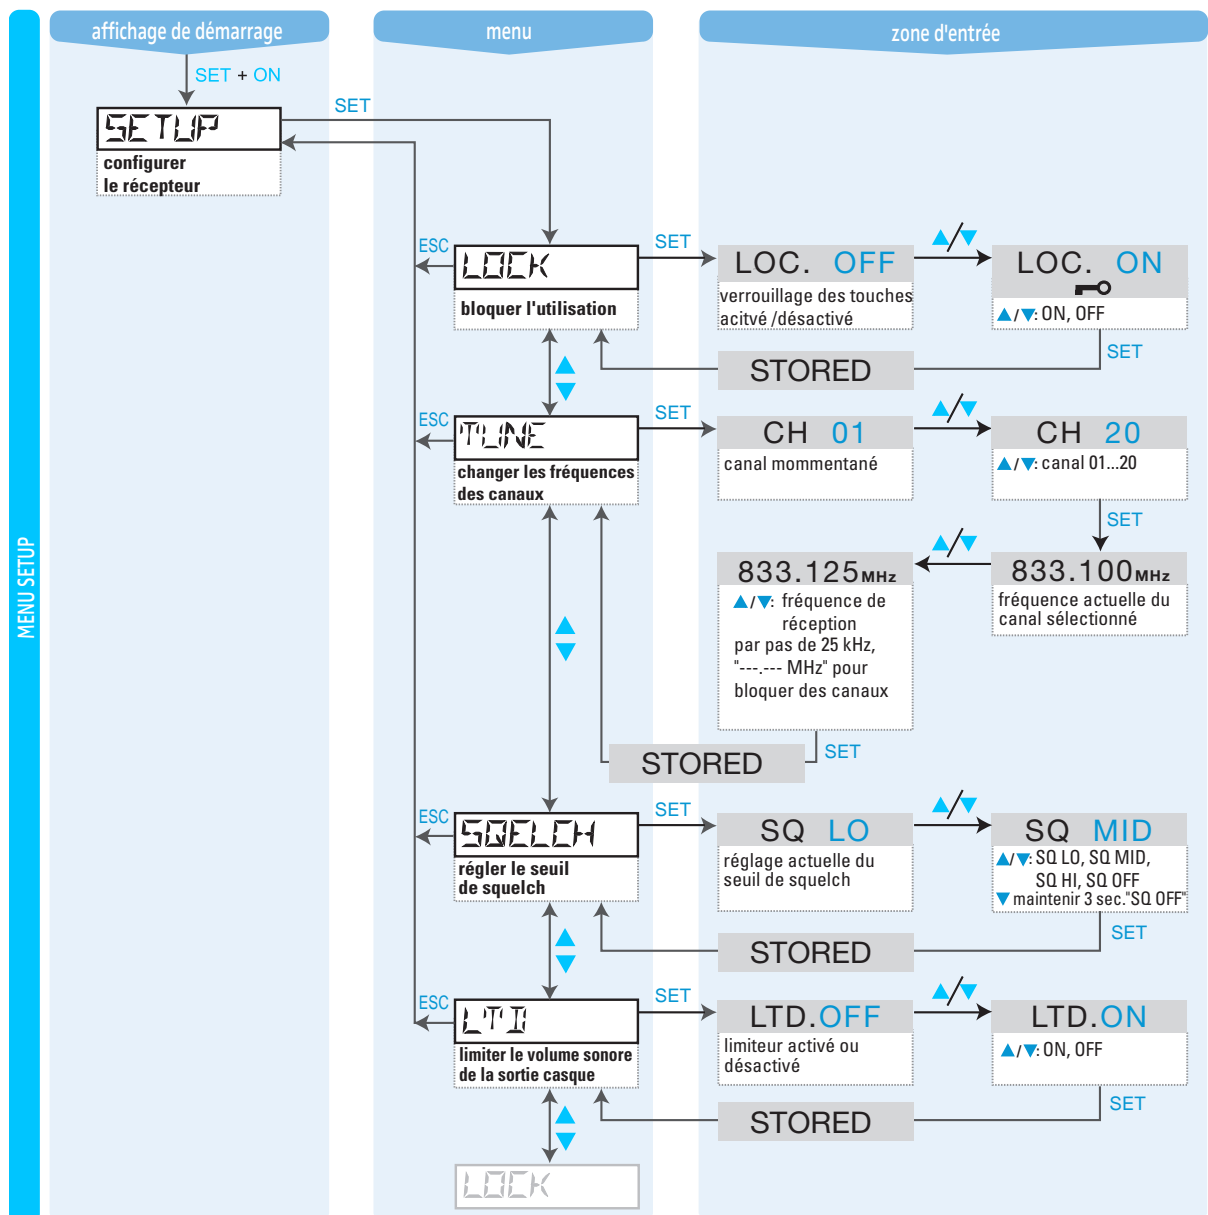 affichage de démarrage
menu
zone d'entrée
MENU SETUP
SET + ON
SETUP
configurer
le récepteur
SET
ESC
LOCK
bloquer l'utilisation
SET
LOC. OFF
verrouillage des touches
acitvé /désactivé
▲/▼
LOC. ON
▲/▼: ON, OFF
SET
STORED
▲
▼
ESC
TUNE
changer les fréquences
des canaux
SET
CH 01
canal mommentané
▲/▼
CH 20
▲/▼: canal 01...20
SET
833.100 MHz
fréquence actuelle du
canal sélectionné
▲/▼
833.125 MHz
▲/▼: fréquence de
réception
par pas de 25 kHz,
"---.--- MHz" pour
bloquer des canaux
SET
STORED
▲
▼
ESC
SQELCH
régler le seuil
de squelch
SET
SQ LO
réglage actuelle du
seuil de squelch
▲/▼
SQ MID
▲/▼: SQ LO, SQ MID,
SQ HI, SQ OFF
▼ maintenir 3 sec."SQ OFF"
SET
STORED
▲
▼
ESC
LTD
limiter le volume sonore
de la sortie casque
SET
LTD.OFF
limiteur activé ou
désactivé
▲/▼
LTD.ON
▲/▼: ON, OFF
SET
STORED
▲
▼
LOCK